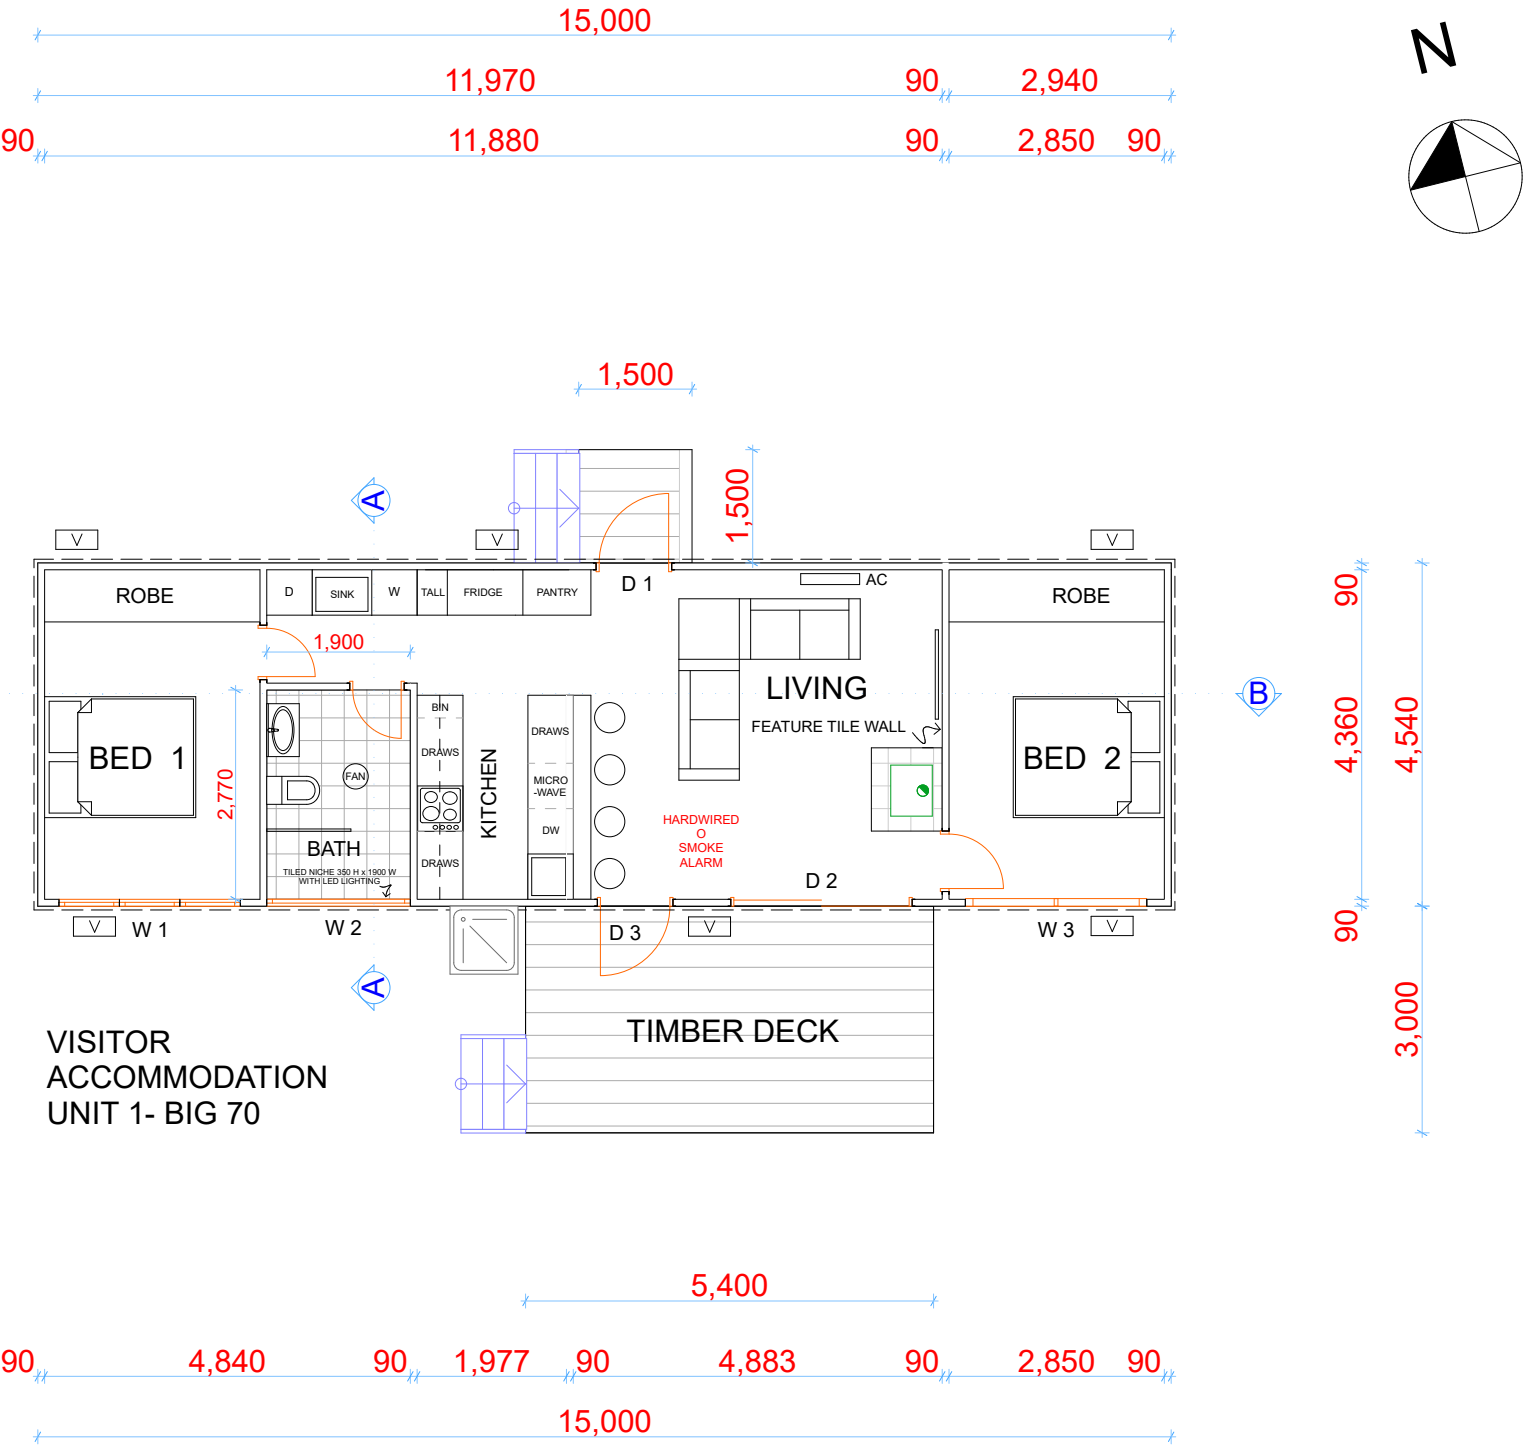 15,000
N
11,970 90 2,940
90 11,880 90 2,850 90
1,500
1,500
A
V V V
D 1
AC
ROBE D SINK W TALL FRIDGE PANTRY ROBE
90
1,900
LIVING
B
FEATURE TILE WALL
BIN
DRAWS
DRAWS
BED 1
BED 2
FAN
MICRO
-WAVE
KITCHEN
2,770
4,360
4,540
HARDWIRED
O
SMOKE
ALARM
DW
BATH
DRAWS
TILED NICHE 350 H x 1900 W
WITH LED LIGHTING
D 2
V W 1 W 2 D 3 V W 3 V
90
A
3,000
TIMBER DECK
VISITOR
ACCOMMODATION
UNIT 1- BIG 70
5,400
90 4,840 90 1,977 90 4,883 90 2,850 90
15,000